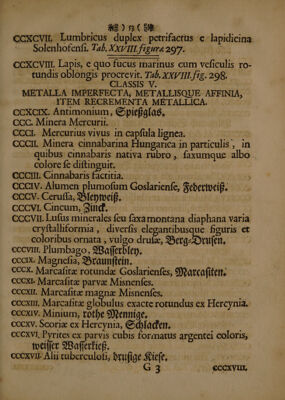 ) 53 (
CCXCVII. Lumbricus duplex petrifactus e lapidicina
Solenhofensi. Tab. XXVIII. figura 297.
CCXCVIII. Lapis, e quo fucus marinus cum vesiculis ro-
tundis oblongis procrevit. Tab. XXVIII. fig. 298.
CLASSIS V.
METALLA IMPERFECTA, METALLISQUE AFFINIA,
ITEM RECREMENTA METALLICA.
CCXCIX. Antimonium, Spießglas.
CCC. Minera Mercurii.
CCCI. Mercurius vivus in capsula lignea.
CCCII. Minera cinnabarina Hungarica in particulis, in
quibus cinnabaris nativa rubro, saxumque albo
colore se distinguit.
CCCIII. Cinnabaris factitia.
CCCIV. Alumen plumosum Goslariense, Federweiß.
CCCV. Cerussa, Bleyweiß.
CCCVI. Cincum, Zinck.
CCCVII. Lusus minerales seu saxa montana diaphana varia
crystalliformia, diversis elegantibusque figuris et
coloribus ornata, vulgo drusæ, Berg-Drusen.
CCCVIII. Plumbago, Wasserbley.
CCCIX. Magnesia, Braunstein.
CCCX. Marcasitæ rotundæ Goslarienses, Marcasiten.
CCCXI. Marcasitæ parvæ Misnenses.
CCCXII. Marcasitæ magnæ Misnenses.
CCCXIII. Marcasitæ globulus exacte rotundus ex Hercynia.
CCCXIV. Minium, rothe Mennige.
CCCXV. Scoriæ ex Hercynia, Schlacken.
CCCXVI. Pyrites ex parvis cubis formatus argentei coloris,
weisser Wasserkieß.
CCCXVII. Alii tuberculosi, drusige Kiese.
G 3 CCCXVIII.